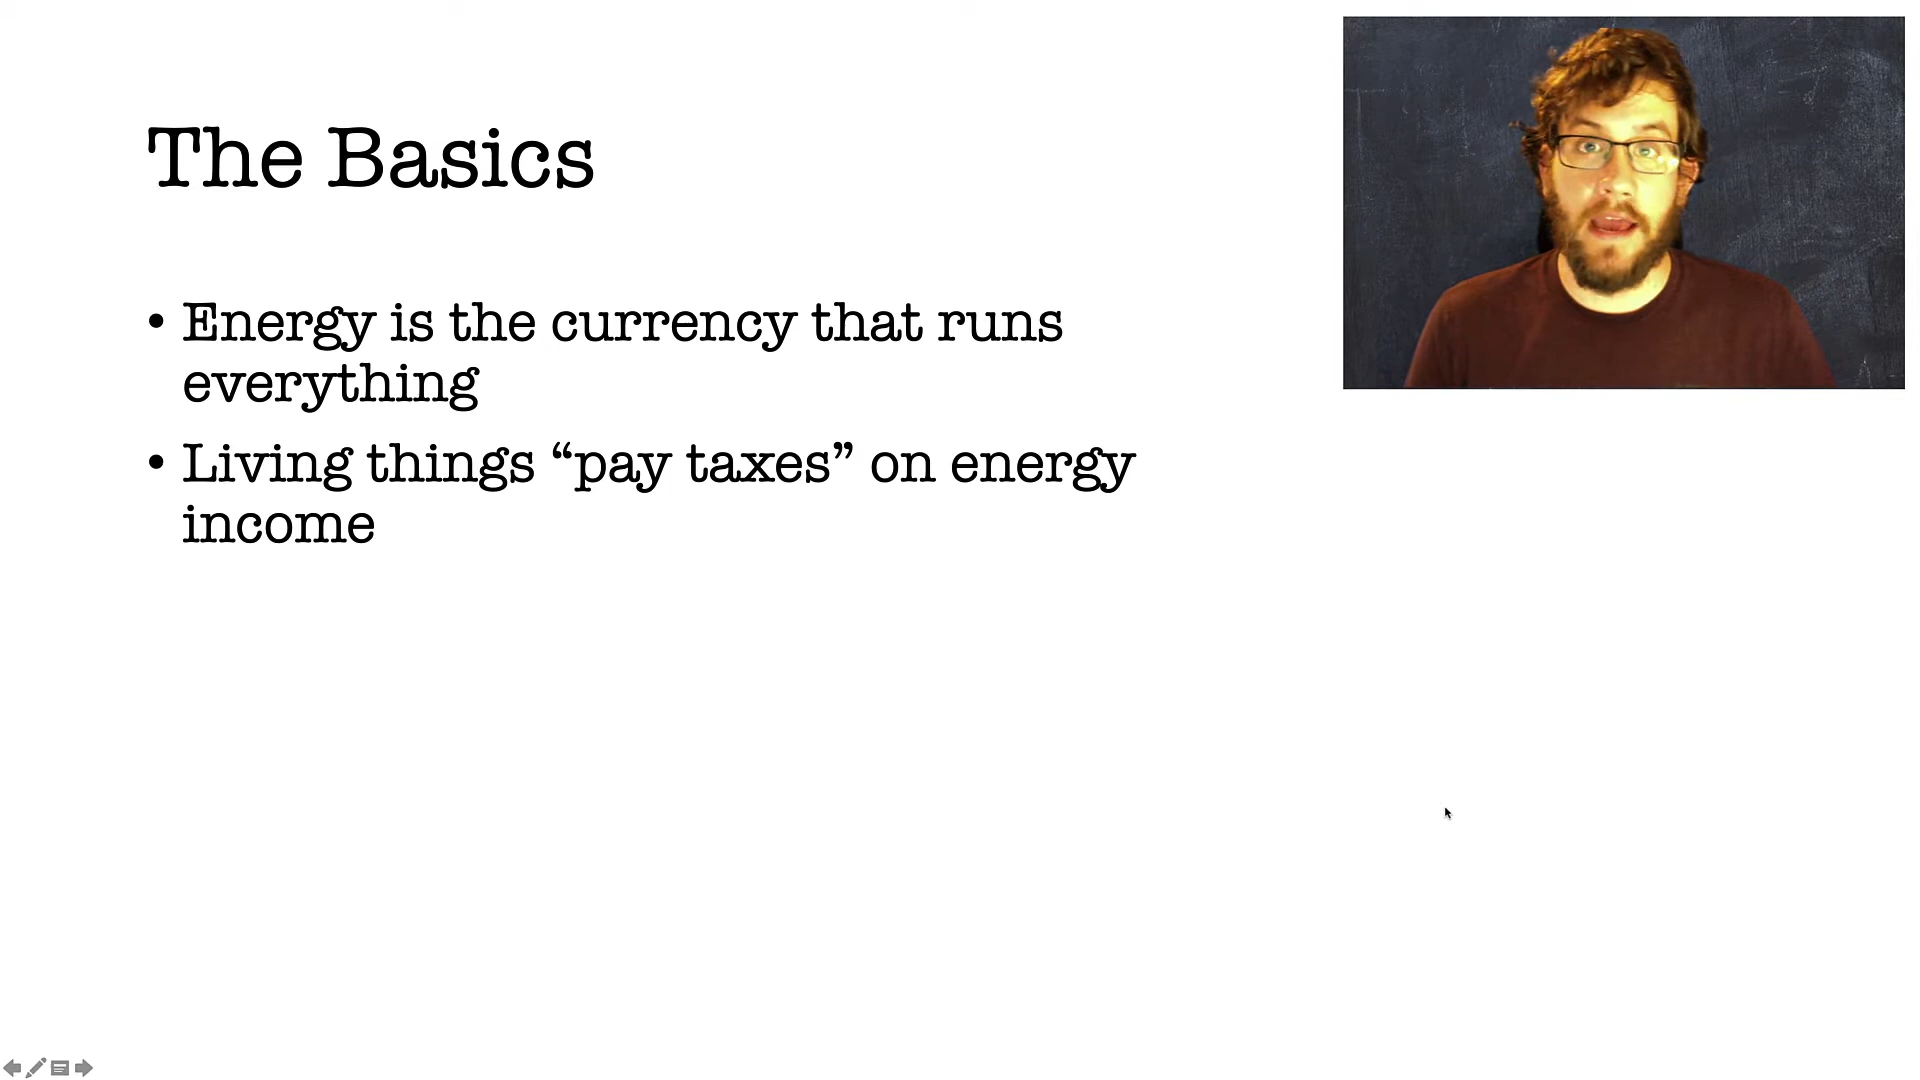 The Basics
• Energy is the currency that runs
everything
• Living things “pay taxes” on energy
income